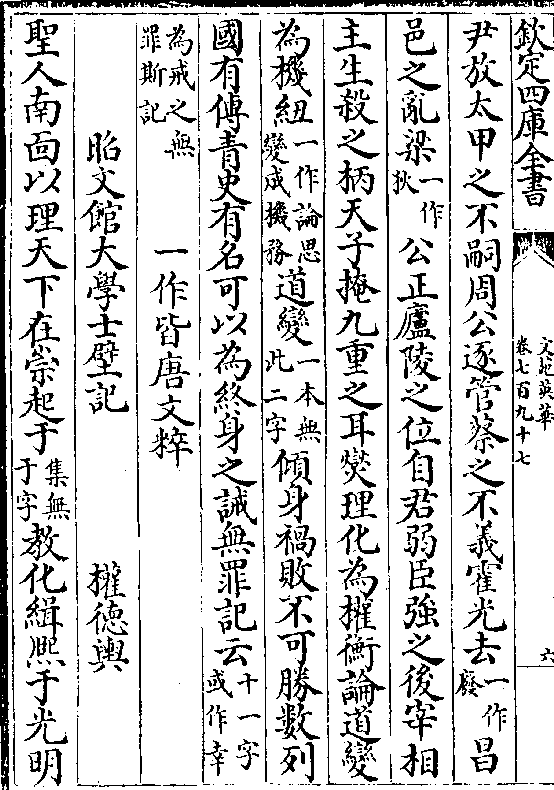 欽定四庫全書
文苑英華
卷七百九十七
六
尹放太甲之不嗣周公逐管蔡之不義霍光去一作廢昌
邑之亂梁一作狄公正廬陵之位自君弱臣強之後宰相
主生殺之柄天子掩九重之耳燮理化為權衡論道變
為機紐一作論思變成機務道變一本無此二字傾身禍敗不可勝數列
國有傳青史有名可以為終身之誡無罪記云十一字或作幸
為戒之無罪斯記
一作皆唐文粹
昭文館大學士壁記　權德輿
聖人南面以理天下在崇起于集無于字教化緝熙于光明